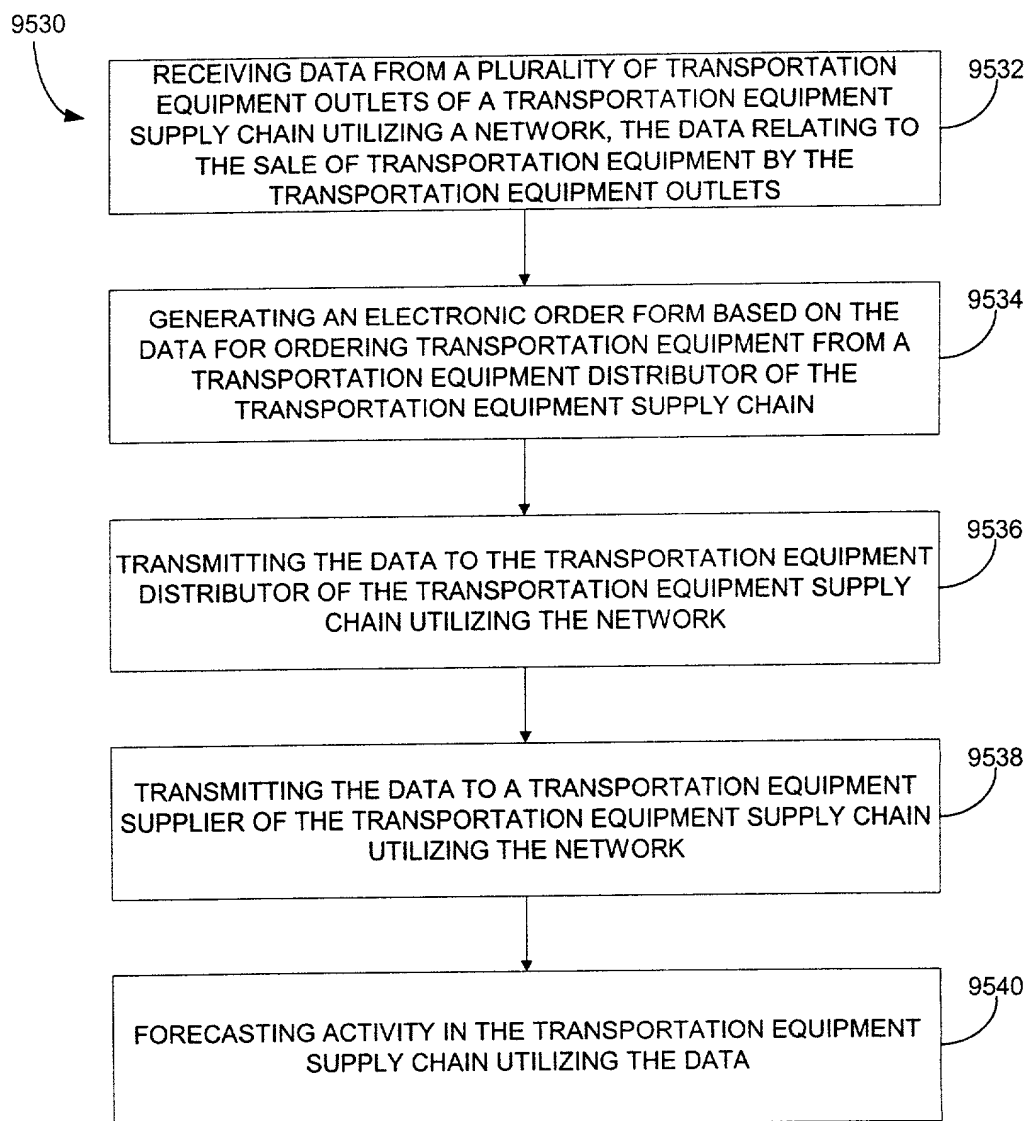 9530
RECEIVING DATA FROM A PLURALITY OF TRANSPORTATION
EQUIPMENT OUTLETS OF A TRANSPORTATION EQUIPMENT
SUPPLY CHAIN UTILIZING A NETWORK, THE DATA RELATING TO
THE SALE OF TRANSPORTATION EQUIPMENT BY THE
TRANSPORTATION EQUIPMENT OUTLETS
9532
GENERATING AN ELECTRONIC ORDER FORM BASED ON THE
DATA FOR ORDERING TRANSPORTATION EQUIPMENT FROM A
TRANSPORTATION EQUIPMENT DISTRIBUTOR OF THE
TRANSPORTATION EQUIPMENT SUPPLY CHAIN
9534
TRANSMITTING THE DATA TO THE TRANSPORTATION EQUIPMENT
DISTRIBUTOR OF THE TRANSPORTATION EQUIPMENT SUPPLY
CHAIN UTILIZING THE NETWORK
9536
TRANSMITTING THE DATA TO A TRANSPORTATION EQUIPMENT
SUPPLIER OF THE TRANSPORTATION EQUIPMENT SUPPLY CHAIN
UTILIZING THE NETWORK
9538
FORECASTING ACTIVITY IN THE TRANSPORTATION EQUIPMENT
SUPPLY CHAIN UTILIZING THE DATA
9540